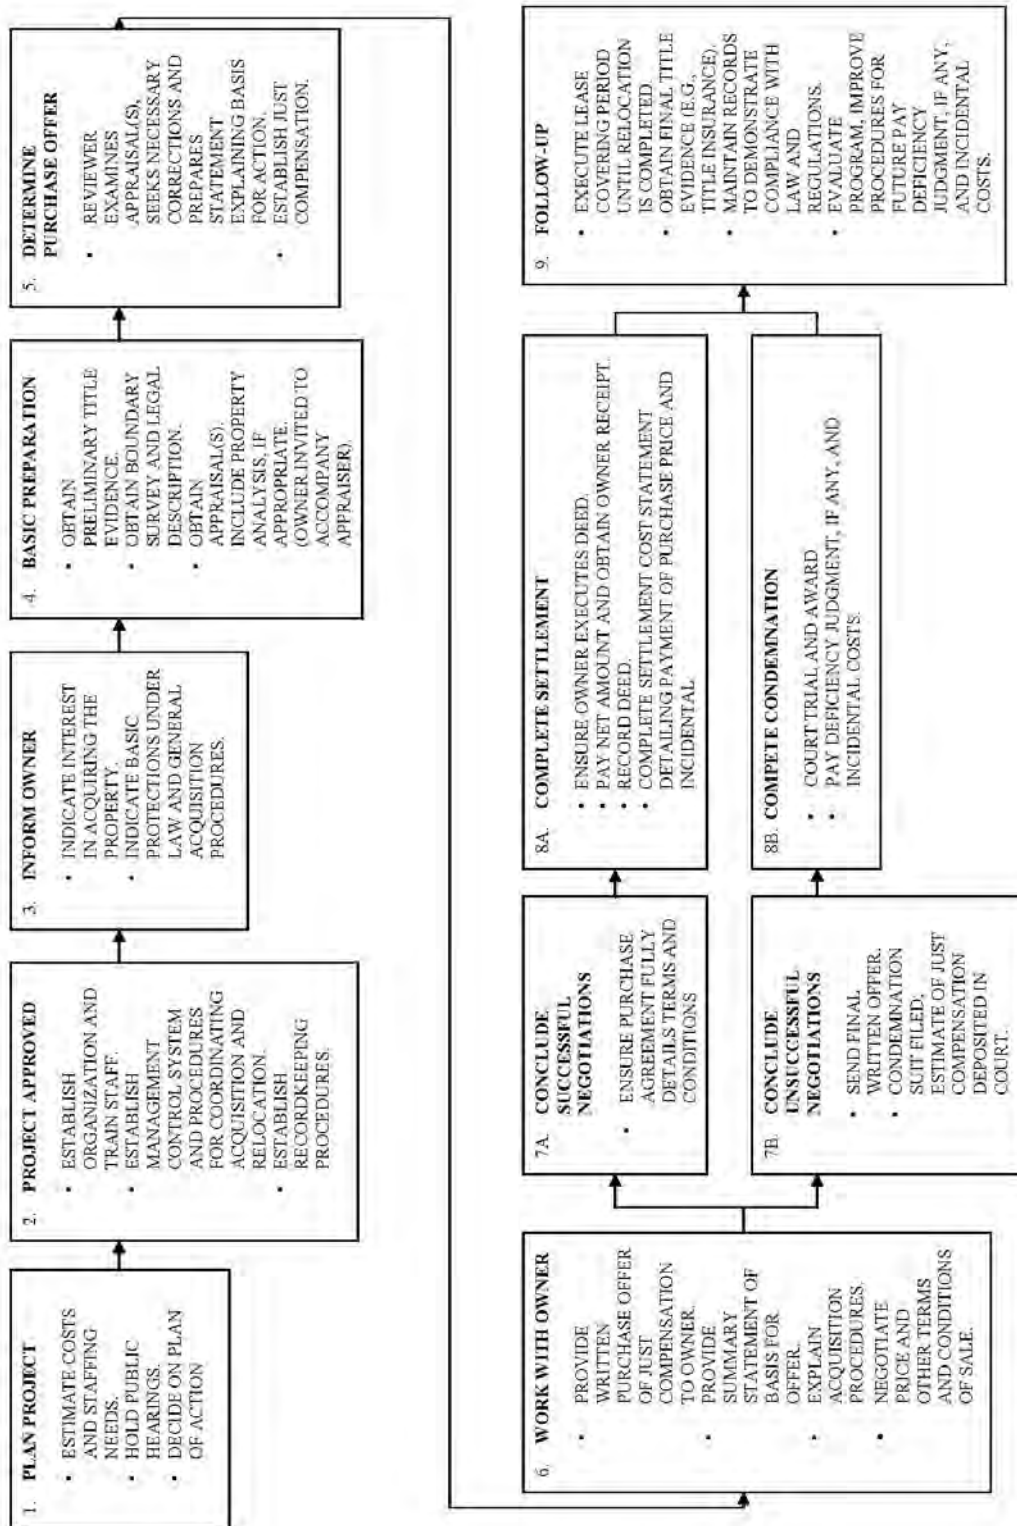 1. PLAN PROJECT
• ESTIMATE COSTS
AND STAFFING
NEEDS.
• HOLD PUBLIC
HEARINGS.
• DECIDE ON PLAN
OF ACTION
2. PROJECT APPROVED
• ESTABLISH
ORGANIZATION AND
TRAIN STAFF.
• ESTABLISH
MANAGEMENT
CONTROL SYSTEM
AND PROCEDURES
FOR COORDINATING
ACQUISITION AND
RELOCATION.
• ESTABLISH
RECORDKEEPING
PROCEDURES.
3. INFORM OWNER
• INDICATE INTEREST
IN ACQUIRING THE
PROPERTY.
• INDICATE BASIC
PROTECTIONS UNDER
LAW AND GENERAL
ACQUISITION
PROCEDURES.
4. BASIC PREPARATION
• OBTAIN
PRELIMINARY TITLE
EVIDENCE.
• OBTAIN BOUNDARY
SURVEY AND LEGAL
DESCRIPTION.
• OBTAIN
APPRAISAL(S).
INCLUDE PROPERTY
ANALYSIS, IF
APPROPRIATE.
(OWNER INVITED TO
ACCOMPANY
APPRAISER).
5. DETERMINE
PURCHASE OFFER
• REVIEWER
EXAMINES
APPRAISAL(S),
SEEKS NECESSARY
CORRECTIONS AND
PREPARES
STATEMENT
EXPLAINING BASIS
FOR ACTION.
• ESTABLISH JUST
COMPENSATION.
6. WORK WITH OWNER
• PROVIDE
WRITTEN
PURCHASE OFFER
OF JUST
COMPENSATION
TO OWNER.
• PROVIDE
SUMMARY
STATEMENT OF
BASIS FOR
OFFER.
• EXPLAIN
ACQUISITION
PROCEDURES.
• NEGOTIATE
PRICE AND
OTHER TERMS
AND CONDITIONS
OF SALE.
7A. CONCLUDE
SUCCESSFUL
NEGOTIATIONS
• ENSURE PURCHASE
AGREEMENT FULLY
DETAILS TERMS AND
CONDITIONS
7B. CONCLUDE
UNSUCCESSFUL
NEGOTIATIONS
• SEND FINAL
WRITTEN OFFER.
• CONDEMNATION
SUIT FILED;
ESTIMATE OF JUST
COMPENSATION
DEPOSITED IN
COURT.
8A. COMPLETE SETTLEMENT
• ENSURE OWNER EXECUTES DEED.
• PAY NET AMOUNT AND OBTAIN OWNER RECEIPT.
• RECORD DEED.
• COMPLETE SETTLEMENT COST STATEMENT
DETAILING PAYMENT OF PURCHASE PRICE AND
INCIDENTAL
8B. COMPETE CONDEMNATION
• COURT TRIAL AND AWARD
• PAY DEFICIENCY JUDGMENT, IF ANY, AND
INCIDENTAL COSTS.
9. FOLLOW-UP
• EXECUTE LEASE
COVERING PERIOD
UNTIL RELOCATION
IS COMPLETED.
• OBTAIN FINAL TITLE
EVIDENCE (E.G.,
TITLE INSURANCE).
• MAINTAIN RECORDS
TO DEMONSTRATE
COMPLIANCE WITH
LAW AND
REGULATIONS.
• EVALUATE
PROGRAM, IMPROVE
PROCEDURES FOR
FUTURE PAY
DEFICIENCY
JUDGMENT, IF ANY,
AND INCIDENTAL
COSTS.